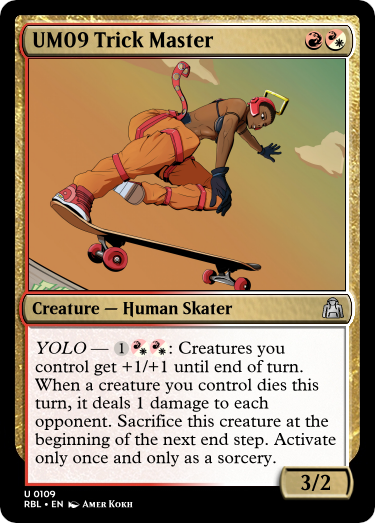 UM09 Trick Master
Creature — Human Skater
YOLO — 1: Creatures you
control get +1/+1 until end of turn.
When a creature you control dies this
turn, it deals 1 damage to each
opponent. Sacrifice this creature at the
beginning of the next end step. Activate
only once and only as a sorcery.
3/2
U 0109
RBL • EN Amer Kokh